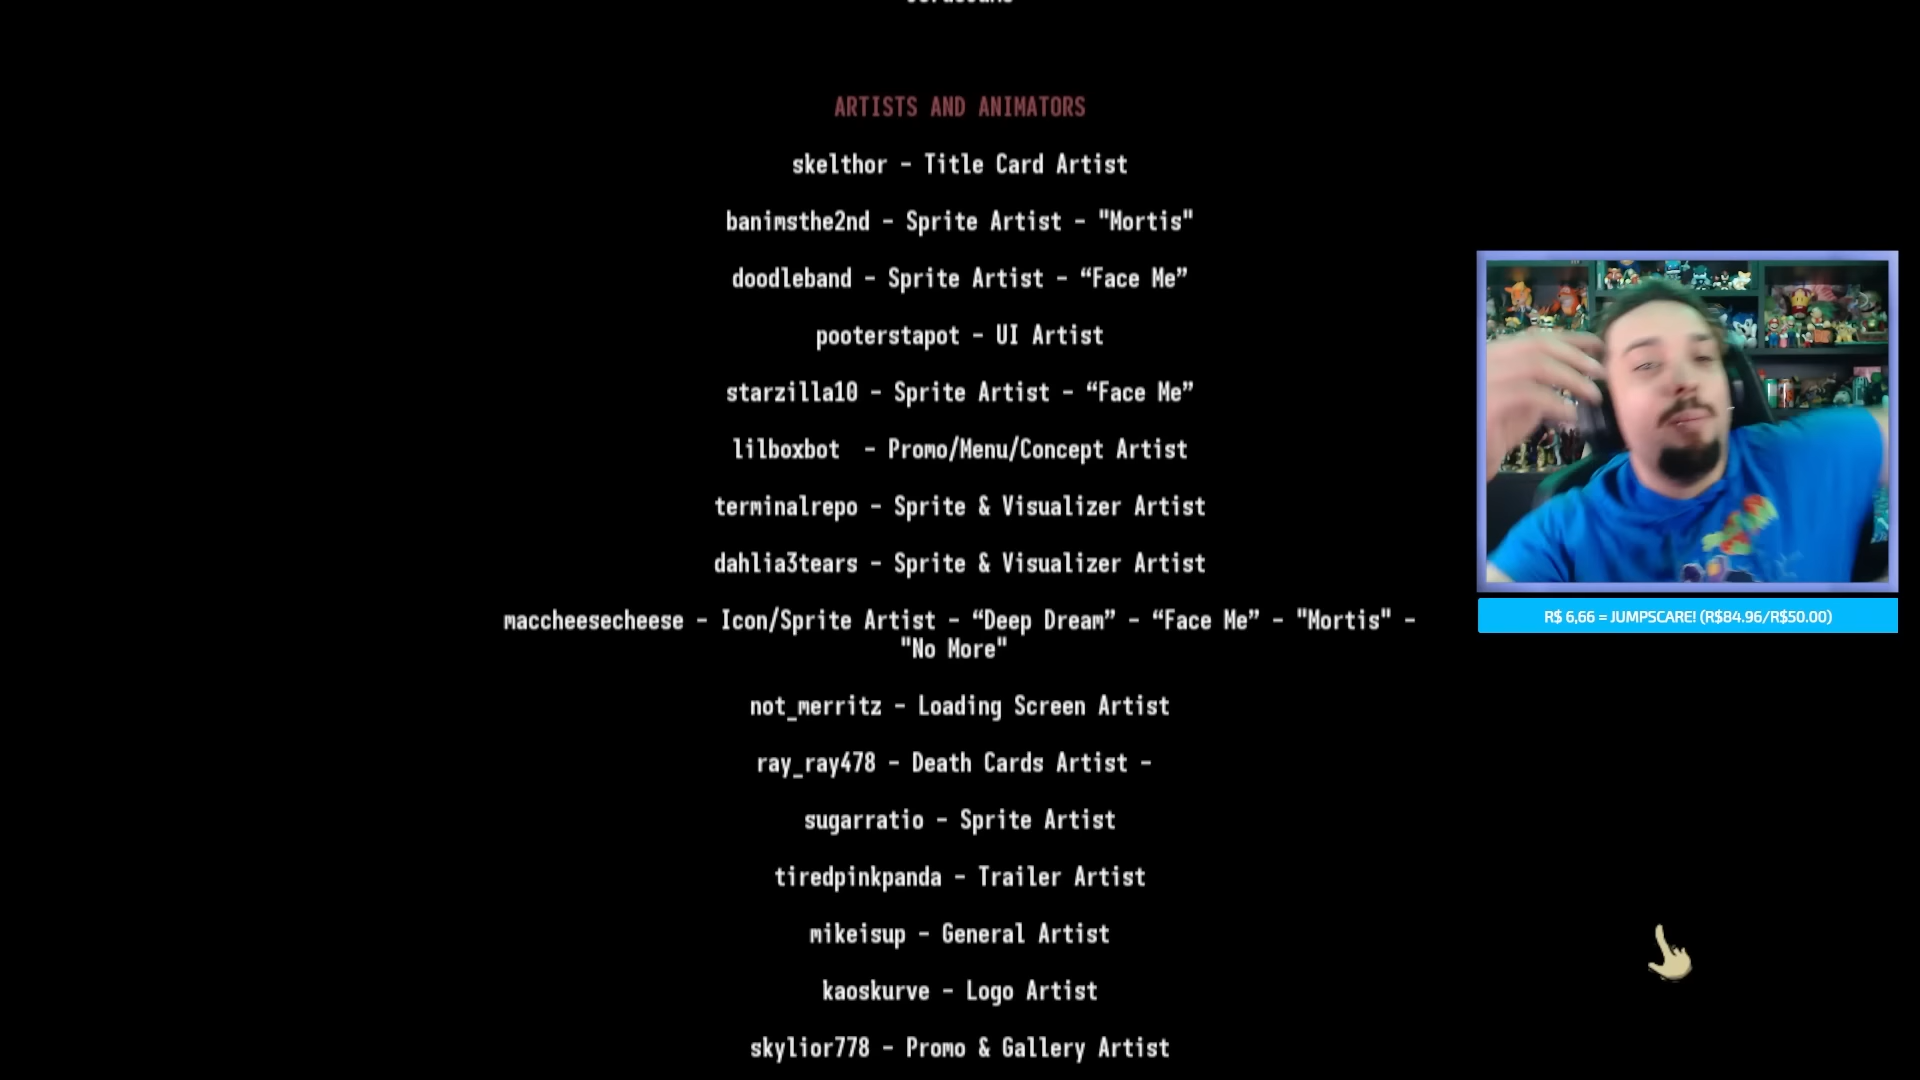 ARTISTS AND ANIMATORS
skelthor - Title Card Artist
banimsthe2nd - Sprite Artist - "Mortis"
doodleband - Sprite Artist - “Face Me”
pooterstapot - UI Artist
starzilla10 - Sprite Artist - “Face Me”
lilboxbot  - Promo/Menu/Concept Artist
terminalrepo - Sprite & Visualizer Artist
dahlia3tears - Sprite & Visualizer Artist
maccheesecheese - Icon/Sprite Artist - “Deep Dream” - “Face Me” - "Mortis" -
"No More"
not_merritz - Loading Screen Artist
ray_ray478 - Death Cards Artist -
sugarratio - Sprite Artist
tiredpinkpanda - Trailer Artist
mikeisup - General Artist
kaoskurve - Logo Artist
skylior778 - Promo & Gallery Artist
R$ 6,66 = JUMPSCARE! (R$84.96/R$50.00)